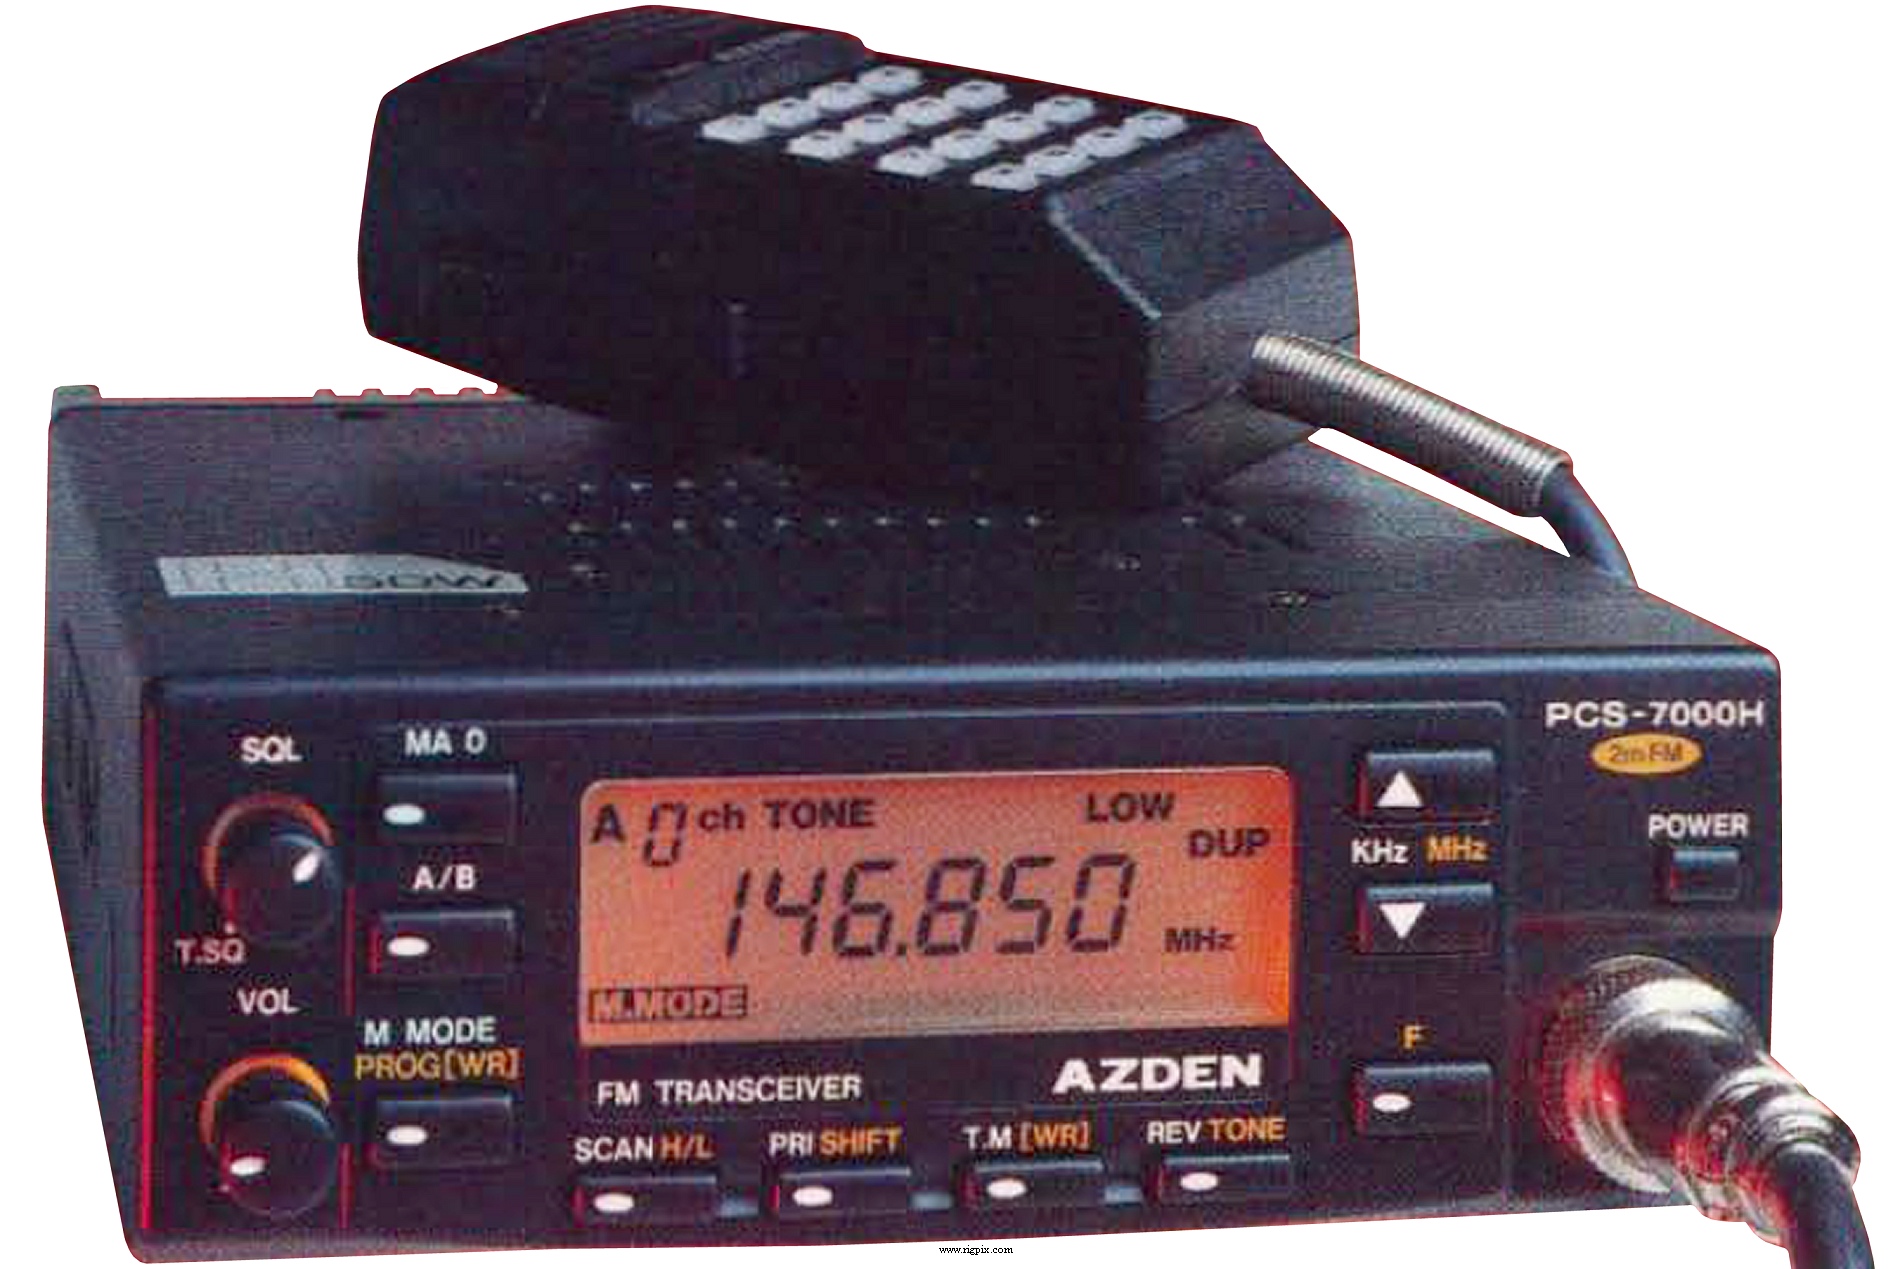 50W
PCS-7000H
2m FM
SQL
MA 0
A 0 ch TONE LOW
DUP
146.850 MHz
M.MODE
KHz MHz
POWER
A/B
T.SQ
VOL
M MODE
PROG[WR]
F
FM TRANSCEIVER AZDEN
SCAN H/L PRI SHIFT T.M [WR] REV TONE
www.rigpix.com